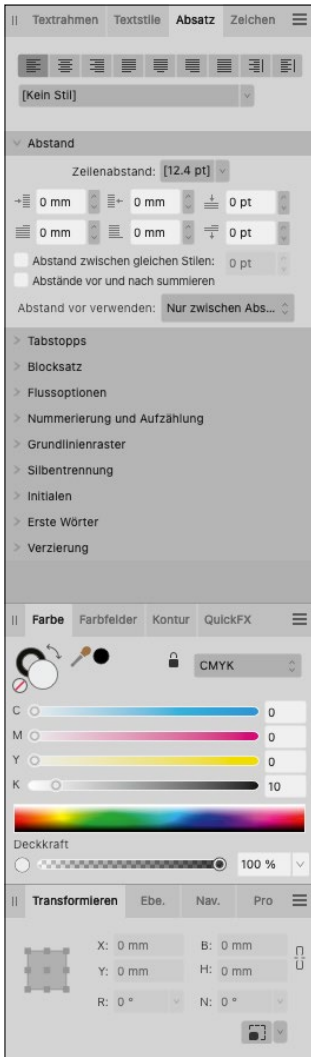 Textrahmen Textstile Absatz Zeichen
[Kein Stil]
Abstand
Zeilenabstand: [12.4 pt]
0 mm 0 mm 0 pt
0 mm 0 mm 0 pt
Abstand zwischen gleichen Stilen: 0 pt
Abstände vor und nach summieren
Abstand vor verwenden: Nur zwischen Abs...
Tabstopps
Blocksatz
Flussoptionen
Nummerierung und Aufzählung
Grundlinienraster
Silbentrennung
Initialen
Erste Wörter
Verzierung
Farbe Farbfelder Kontur QuickFX
CMYK
C 0
M 0
Y 0
K 10
Deckkraft
100 %
Transformieren Ebe. Nav. Pro
X: 0 mm B: 0 mm
Y: 0 mm H: 0 mm
R: 0 ° N: 0 °